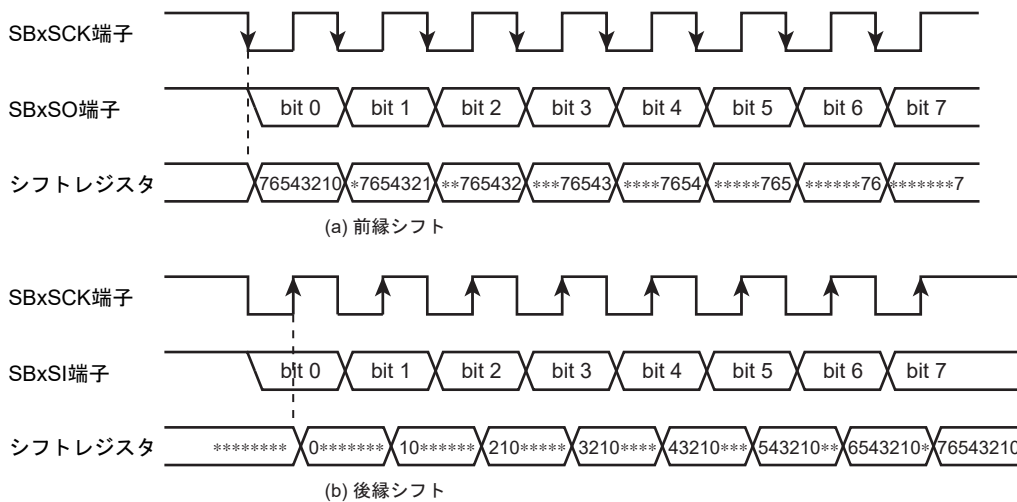 SBxSCK端子
SBxSO端子 bit 0 bit 1 bit 2 bit 3 bit 4 bit 5 bit 6 bit 7
シフトレジスタ 76543210 *7654321 **765432 ***76543 ****7654 *****765 ******76 *******7
(a) 前縁シフト
SBxSCK端子
SBxSI端子 bit 0 bit 1 bit 2 bit 3 bit 4 bit 5 bit 6 bit 7
シフトレジスタ ******** 0******* 10****** 210***** 3210**** 43210*** 543210** 6543210* 76543210
(b) 後縁シフト